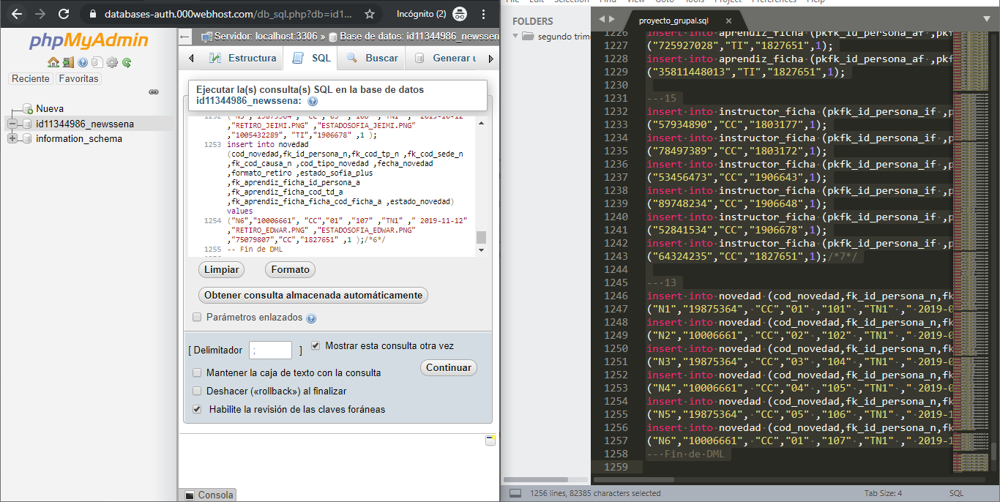 databases-auth.000webhost.com/db_sql.php?db=id1...
Incógnito (2)
phpMyAdmin
Reciente
Favoritas
Nueva
id11344986_newssena
information_schema
Servidor: localhost:3306 » Base de datos: id11344986_newssen
Estructura
SQL
Buscar
Generar u
Ejecutar la(s) consulta(s) SQL en la base de datos
id11344986_newssena:
,"RETIRO_JEIMI.PNG" ,"ESTADOSOFIA.PNG"
,"1005432289", "TI","1906678" ,1 );
1253 insert into novedad
(cod_novedad,fk_id_persona_n,fk_cod_tp_n ,fk_cod_sede_n
,fk_cod_causa_n ,cod_tipo_novedad ,fecha_novedad
,formato_retiro ,estado_sofia_plus
,fk_aprendiz_ficha_id_persona_a
,fk_aprendiz_ficha_cod_td_a
,fk_aprendiz_ficha_ficha_cod_ficha_a ,estado_novedad)
values
1254 ("N6","10006661", "CC","01" ,"107" ,"TN1" ," 2019-11-12"
,"RETIRO_EDWAR.PNG" ,"ESTADOSOFIA_EDWAR.PNG"
,"75079807","CC","1827651" ,1 );/*6*/
1255 -- Fin de DML
Limpiar
Formato
Obtener consulta almacenada automáticamente
Parámetros enlazados
[ Delimitador ; ]
Mostrar esta consulta otra vez
Mantener la caja de texto con la consulta
Continuar
Deshacer («rollback») al finalizar
Habilite la revisión de las claves foráneas
Consola
FOLDERS
segundo trim
proyecto_grupal.sql
1226 insert into aprendiz_ficha (pkfk_id_persona_af ,pkf
1227 ("725927028","TI","1827651",1);
1228 insert into aprendiz_ficha (pkfk_id_persona_af ,pkf
1229 ("35811448013","TI","1827651",1);
1230
1231 -- 15
1232 insert into instructor_ficha (pkfk_id_persona_if ,p
1233 ("57934890","CC","1803177",1);
1234 insert into instructor_ficha (pkfk_id_persona_if ,p
1235 ("78497389","CC","1803172",1);
1236 insert into instructor_ficha (pkfk_id_persona_if ,p
1237 ("53456473","CC","1906643",1);
1238 insert into instructor_ficha (pkfk_id_persona_if ,p
1239 ("89748234","CC","1906648",1);
1240 insert into instructor_ficha (pkfk_id_persona_if ,p
1241 ("52841534","CC","1906678",1);
1242 insert into instructor_ficha (pkfk_id_persona_if ,p
1243 ("64324235","CC","1827651",1);/*7*/
1244
1245 -- 13
1246 insert into novedad (cod_novedad,fk_id_persona_n,fk
1247 ("N1","19875364", "CC","01" ,"101" ,"TN1" ," 2019-0
1248 insert into novedad (cod_novedad,fk_id_persona_n,fk
1249 ("N2","10006661", "CC","02" ,"102" ,"TN1" ," 2019-0
1250 insert into novedad (cod_novedad,fk_id_persona_n,fk
1251 ("N3","19875364", "CC","03" ,"104" ,"TN1" ," 2019-0
1252 insert into novedad (cod_novedad,fk_id_persona_n,fk
1253 ("N4","10006661", "CC","04" ,"105" ,"TN1" ," 2019-0
1254 insert into novedad (cod_novedad,fk_id_persona_n,fk
1255 ("N5","19875364", "CC","05" ,"106" ,"TN1" ," 2019-1
1256 insert into novedad (cod_novedad,fk_id_persona_n,fk
1257 ("N6","10006661", "CC","01" ,"107" ,"TN1" ," 2019-1
1258 -- Fin de DML
1259
1256 lines, 82385 characters selected
Tab Size: 4
SQL